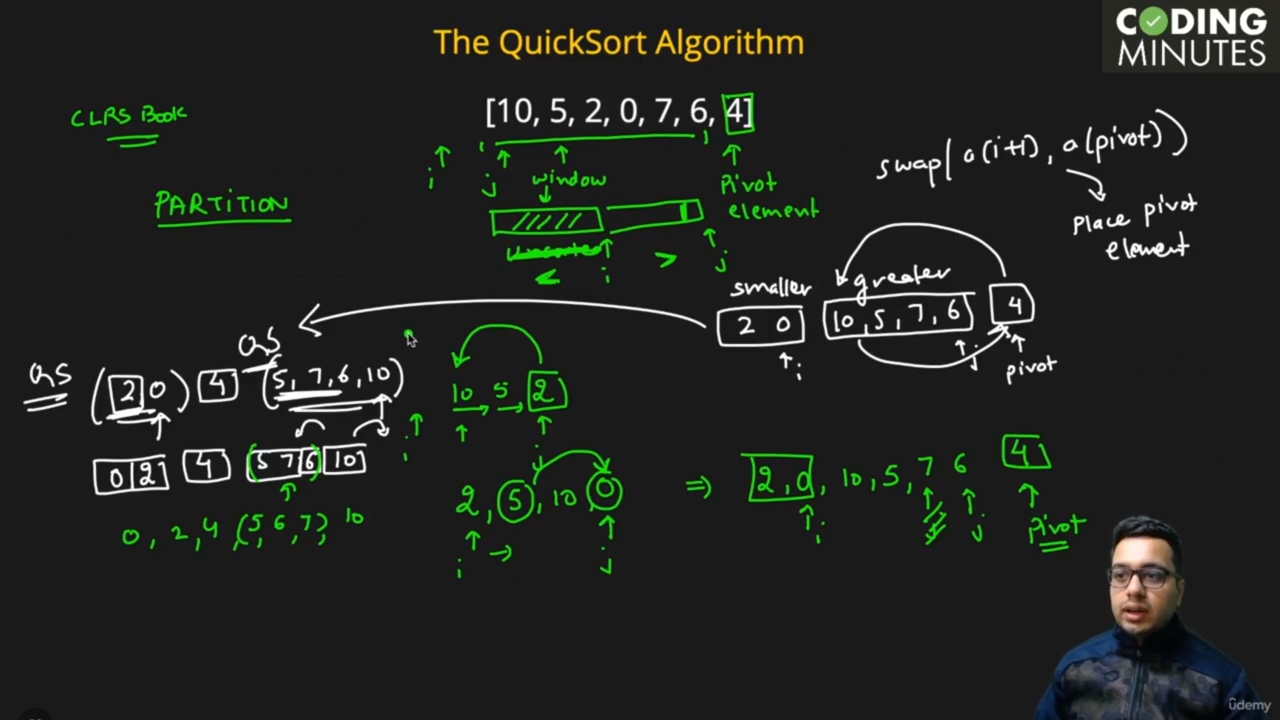 CODING
MINUTES
The QuickSort Algorithm
CLRS Book
[10, 5, 2, 0, 7, 6, 4]
swap( a(i+1), a(pivot))
i
j
window
Pivot
element
PARTITION
Place pivot
element
<
i
>
j
smaller
greater
2 0
10, 5, 7, 6
4
i
j
pivot
QS
QS
(2 0) 4 (5, 7, 6, 10)
10 5 2
i
j
0 2 4 (5 7 6) 10
2, 5, 10 0
i →
j
⇒ 2, 0, 10, 5, 7 6 4
i
j
Pivot
0, 2, 4, (5, 6, 7), 10
ûdemy